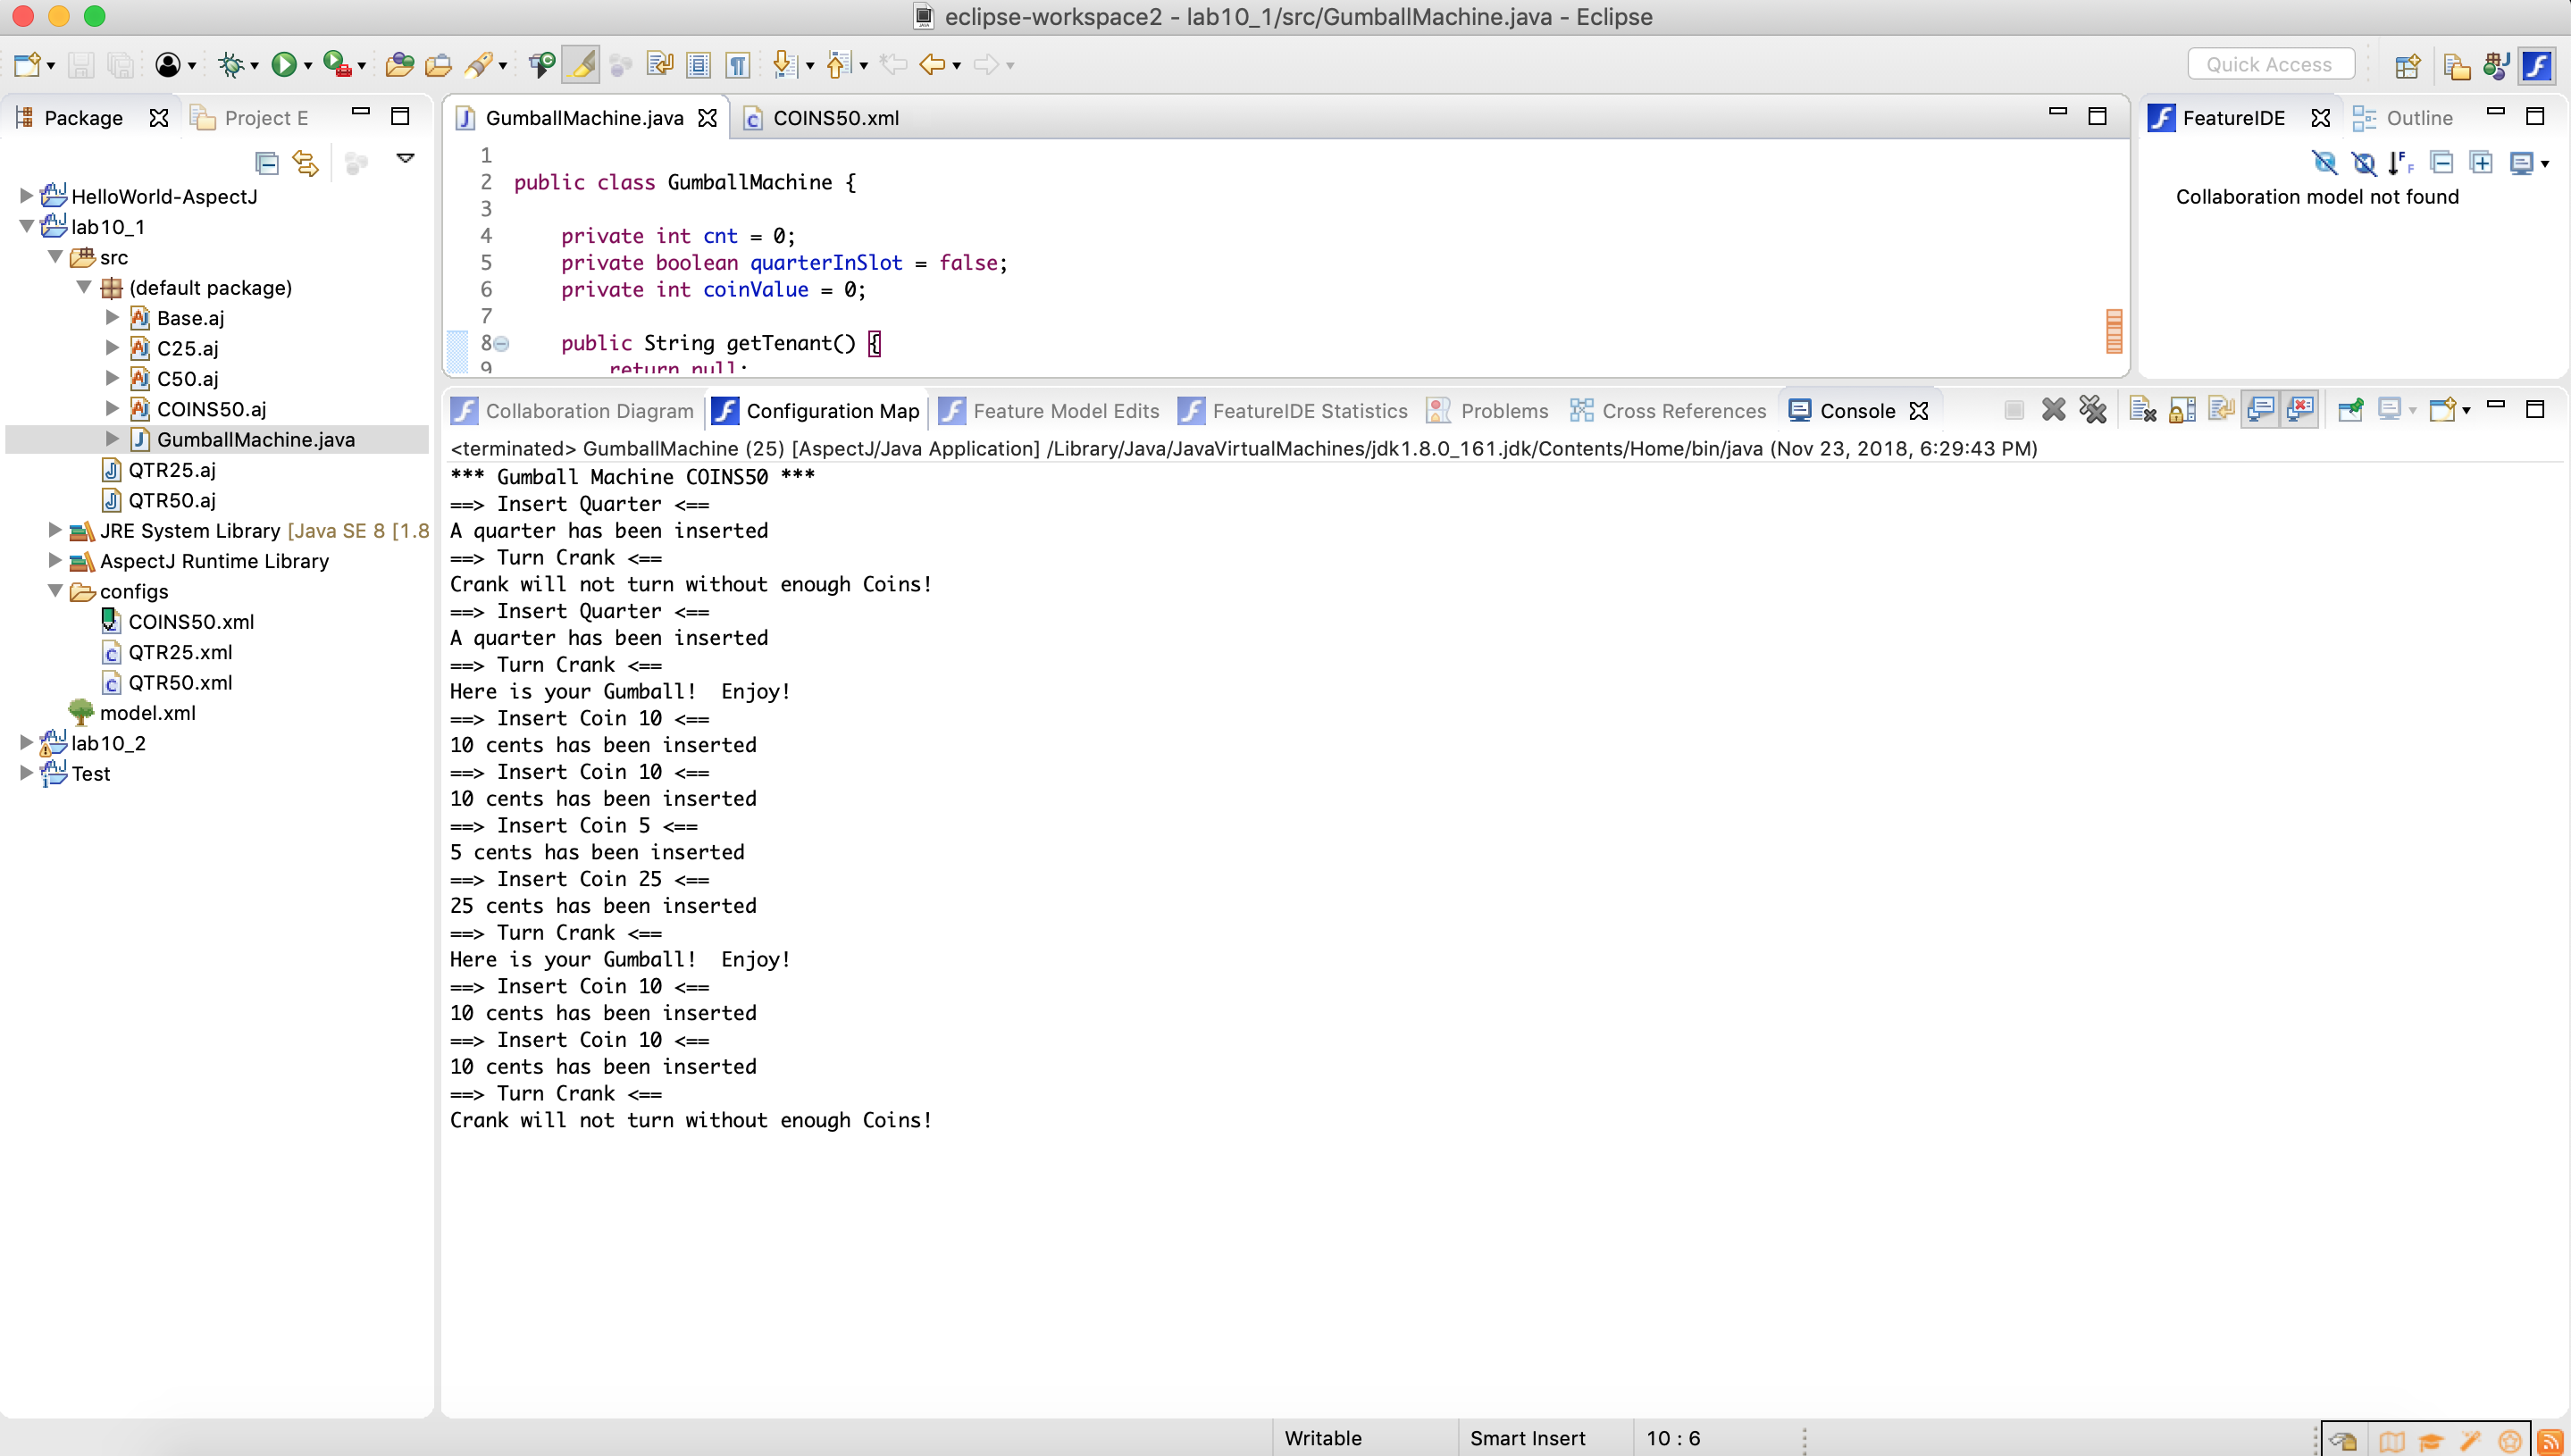 eclipse-workspace2 - lab10_1/src/GumballMachine.java - Eclipse
Quick Access
Package
Project E
HelloWorld-AspectJ
lab10_1
src
(default package)
Base.aj
C25.aj
C50.aj
COINS50.aj
GumballMachine.java
QTR25.aj
QTR50.aj
JRE System Library [Java SE 8 [1.8
AspectJ Runtime Library
configs
COINS50.xml
QTR25.xml
QTR50.xml
model.xml
lab10_2
Test
GumballMachine.java
COINS50.xml
1
2 public class GumballMachine {
3
4 private int cnt = 0;
5 private boolean quarterInSlot = false;
6 private int coinValue = 0;
7
8 public String getTenant() {
9 return null;
FeatureIDE
Outline
Collaboration model not found
Collaboration Diagram
Configuration Map
Feature Model Edits
FeatureIDE Statistics
Problems
Cross References
Console
<terminated> GumballMachine (25) [AspectJ/Java Application] /Library/Java/JavaVirtualMachines/jdk1.8.0_161.jdk/Contents/Home/bin/java (Nov 23, 2018, 6:29:43 PM)
*** Gumball Machine COINS50 ***
==> Insert Quarter <==
A quarter has been inserted
==> Turn Crank <==
Crank will not turn without enough Coins!
==> Insert Quarter <==
A quarter has been inserted
==> Turn Crank <==
Here is your Gumball!  Enjoy!
==> Insert Coin 10 <==
10 cents has been inserted
==> Insert Coin 10 <==
10 cents has been inserted
==> Insert Coin 5 <==
5 cents has been inserted
==> Insert Coin 25 <==
25 cents has been inserted
==> Turn Crank <==
Here is your Gumball!  Enjoy!
==> Insert Coin 10 <==
10 cents has been inserted
==> Insert Coin 10 <==
10 cents has been inserted
==> Turn Crank <==
Crank will not turn without enough Coins!
Writable
Smart Insert
10 : 6